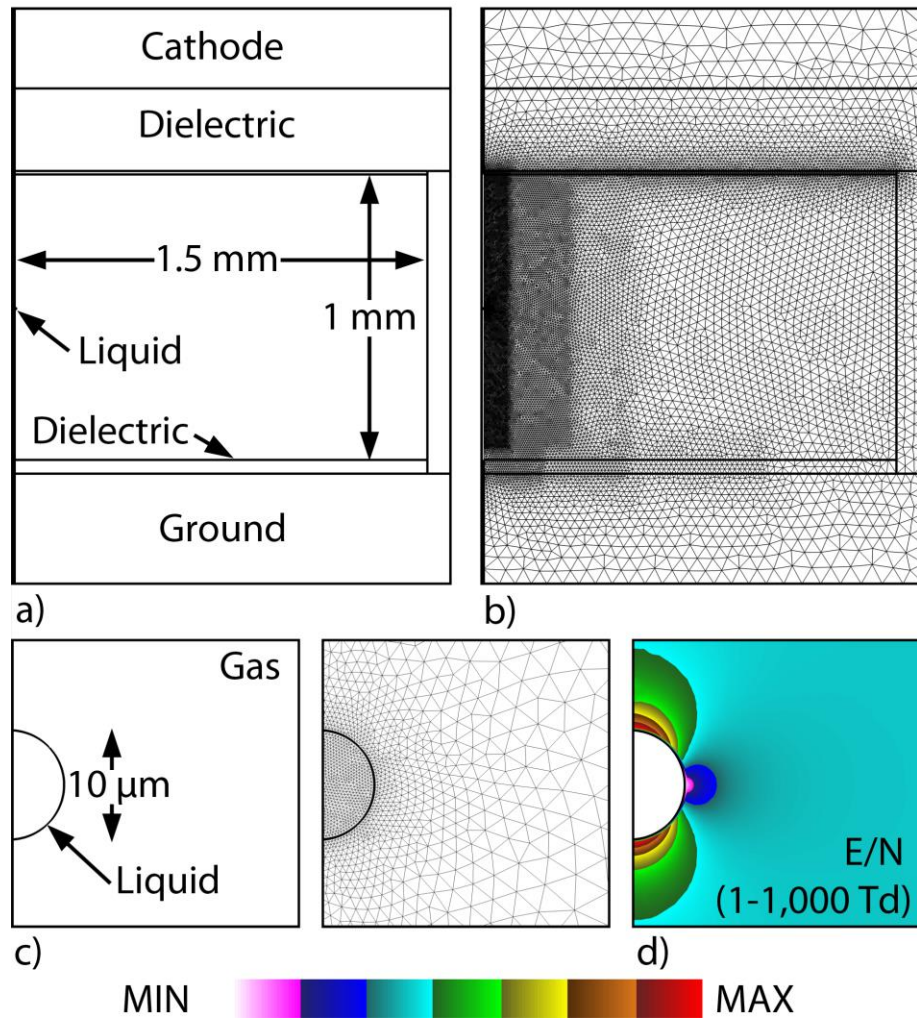 Cathode
Dielectric
1.5 mm
1 mm
Liquid
Dielectric
Ground
a)
b)
Gas
10 μm
Liquid
c)
E/N
(1-1,000 Td)
d)
MIN
MAX